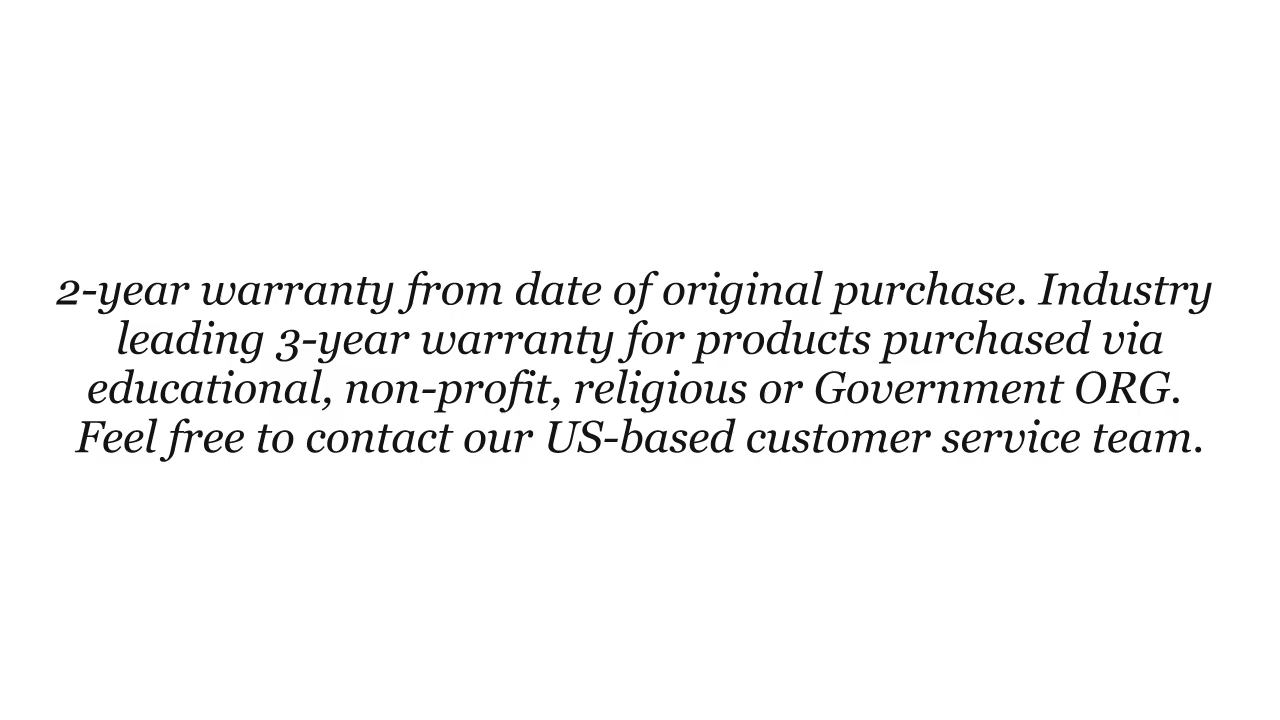 2-year warranty from date of original purchase. Industry
leading 3-year warranty for products purchased via
educational, non-profit, religious or Government ORG.
Feel free to contact our US-based customer service team.